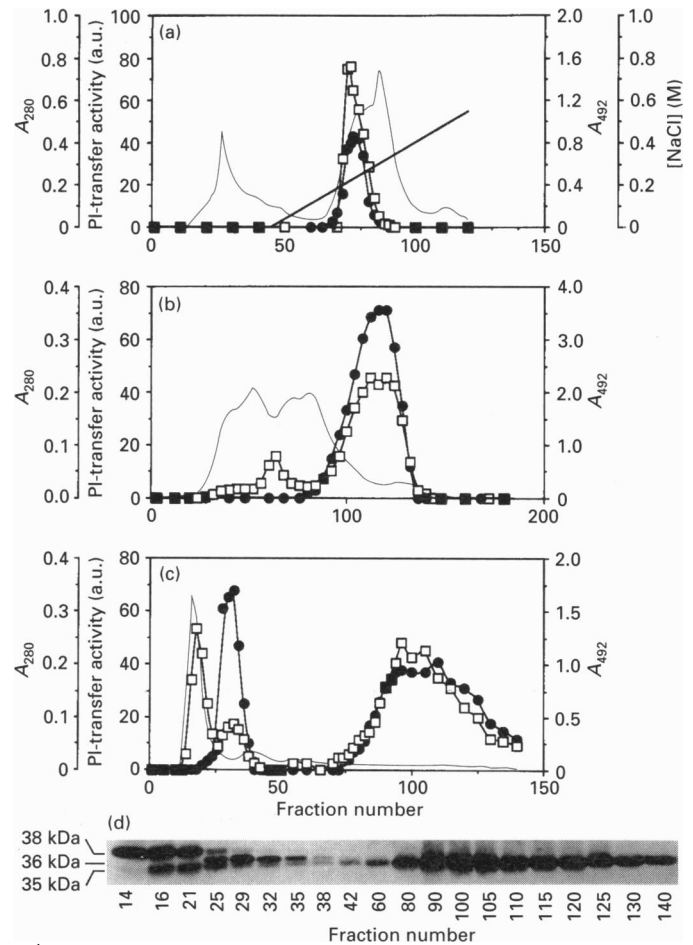 (a)
A280
PI-transfer activity (a.u.)
A492
[NaCl] (M)
1.0
0.8
0.6
0.4
0.2
0
100
80
60
40
20
0
2.0
1.6
1.2
0.8
0.4
0
1.0
0.8
0.6
0.4
0.2
0
0 50 100 150
(b)
A280
PI-transfer activity (a.u.)
A492
0.4
0.3
0.2
0.1
0.0
80
60
40
20
0
4.0
3.0
2.0
1.0
0
0 100 200
(c)
A280
PI-transfer activity (a.u.)
A492
0.4
0.3
0.2
0.1
0
80
60
40
20
0
2.0
1.5
1.0
0.5
0
0 50 100 150
Fraction number
(d)
38 kDa
36 kDa
35 kDa
14 16 21 25 29 32 35 38 42 60 80 90 100 105 110 115 120 125 130 140
Fraction number